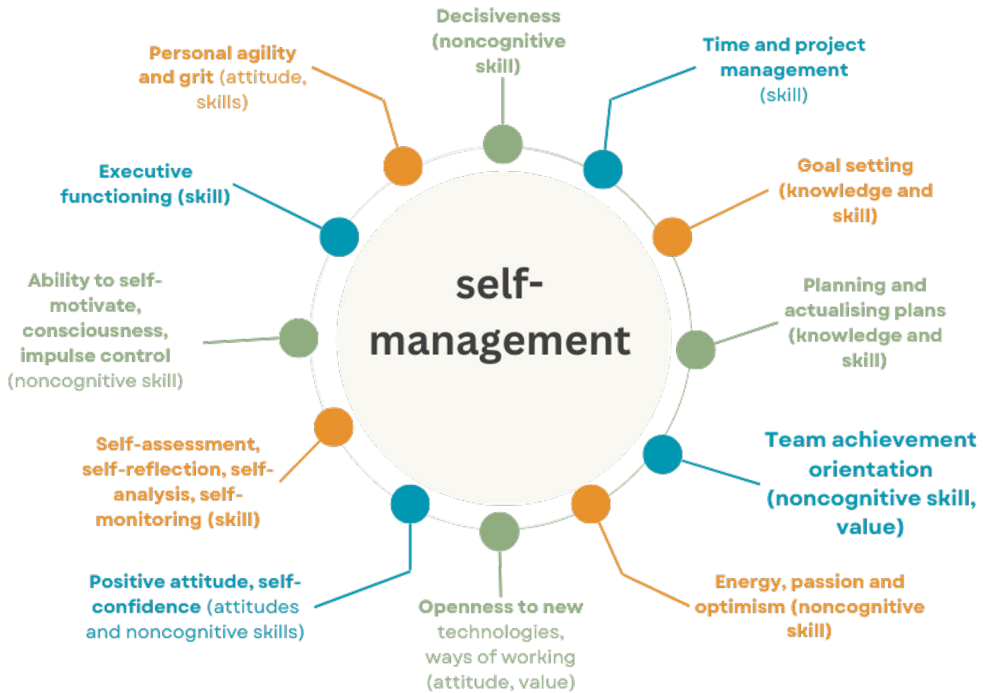 Decisiveness
(noncognitive
skill)
Time and project
management
(skill)
Goal setting
(knowledge and
skill)
Planning and
actualising plans
(knowledge and
skill)
Team achievement
orientation
(noncognitive skill,
value)
Energy, passion and
optimism (noncognitive
skill)
Openness to new
technologies,
ways of working
(attitude, value)
Positive attitude, self-
confidence (attitudes
and noncognitive skills)
Self-assessment,
self-reflection, self-
analysis, self-
monitoring (skill)
Ability to self-
motivate,
consciousness,
impulse control
(noncognitive skill)
Executive
functioning (skill)
Personal agility
and grit (attitude,
skills)
self-
management